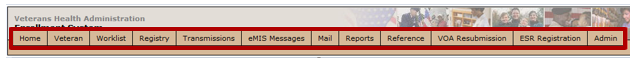 Veterans Health Administration
Enrollment System
Home Veteran Worklist Registry Transmissions eMIS Messages Mail Reports Reference VOA Resubmission ESR Registration Admin